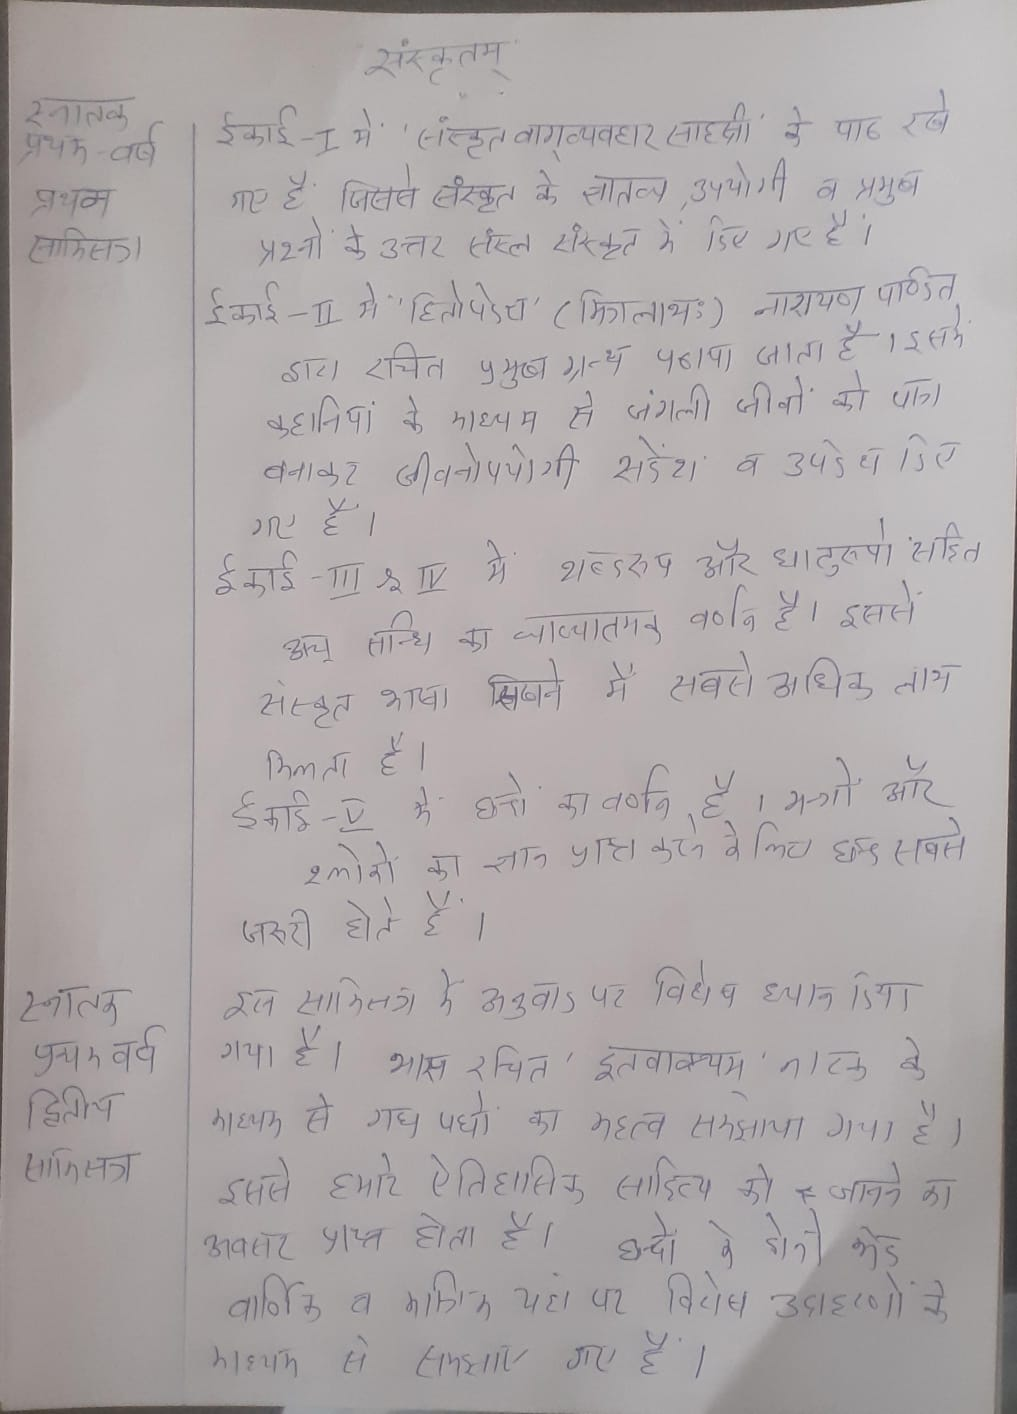 संस्कृतम्
स्नातक
प्रथम-वर्ष
प्रथम
सामिसत्र
ईकाई-I में 'संस्कृत वाग्व्यवहार साहस्री' के पाठ रखे
गए हैं जिससे संस्कृत के ज्ञातव्य, उपयोगी व प्रमुख
प्रश्नों के उत्तर संस्कृत में दिए गए हैं।
ईकाई-II में 'हितोपदेश' (मित्रलाभः) नारायण पण्डित
द्वारा रचित प्रमुख ग्रन्थ पढाया जाता है। इसमें
कहानियां के माध्यम से जंगली जीवों को पात्र
बनाकर जीवनोपयोगी संदेश व उपदेश दिए
गए हैं।
ईकाई-III & IV में शब्दरूप और धातुरूपों सहित
अच् सन्धि का वर्णन है। इससे
संस्कृत भाषा सिखने में सबसे अधिक लाभ
मिलता है।
ईकाई-V में छन्दों का वर्णन है। मन्त्रों और
श्लोकों का ज्ञान प्राप्त करने के लिए छन्द सबसे
जरुरी होते हैं।
स्नातक
प्रथम वर्ष
द्वितीय
सामिसत्र
इस सामिसत्र में अनुवाद पर विशेष ध्यान दिया
गया है। भास रचित 'दूतवाक्यम्' नाटक के
माध्यम से गद्य पद्यों का महत्व समझाया गया है।
इससे हमारे ऐतिहासिक साहित्य को जानने का
अवसर प्राप्त होता है। छन्दों के दोनों भेद
वार्णिक व मात्रिक यहां पर विशेष उदाहरणों के
माध्यम से समझाए गए हैं।